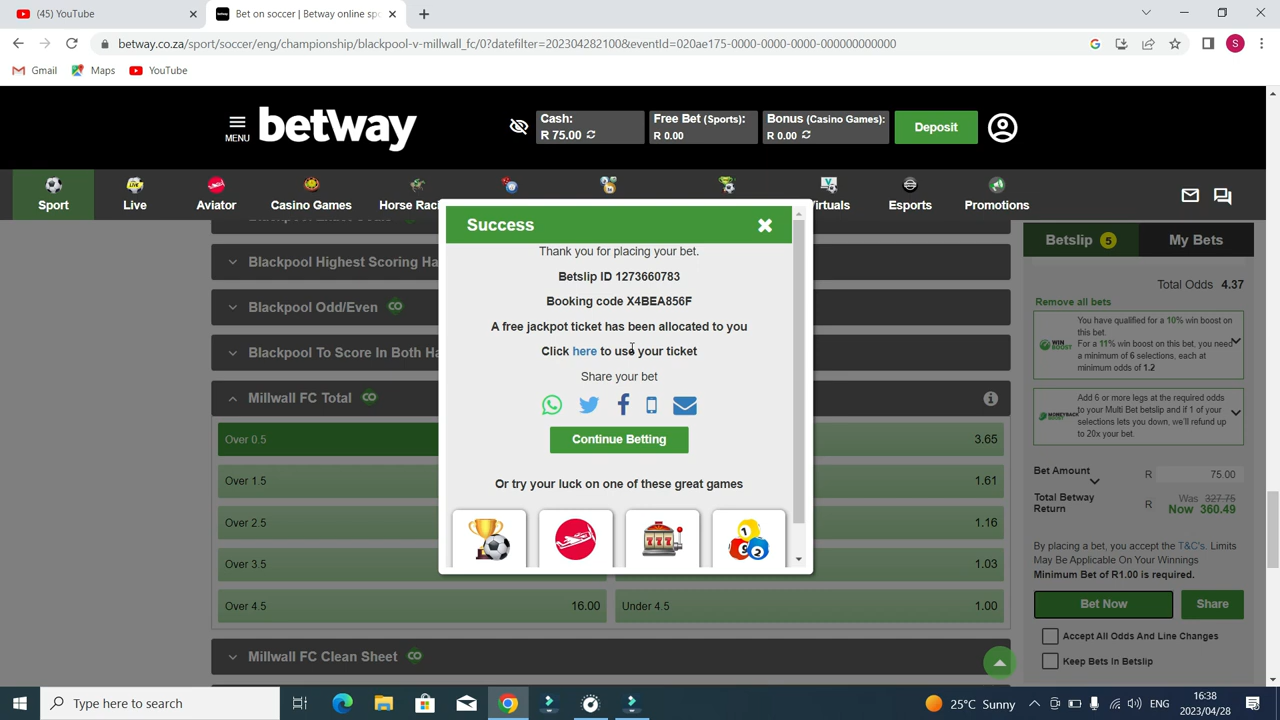 (45) YouTube
Bet on soccer | Betway online spo
betway.co.za/sport/soccer/eng/championship/blackpool-v-millwall_fc/0?datefilter=202304282100&eventId=020ae175-0000-0000-0000-000000000000
Gmail
Maps
YouTube
MENU
betway
Cash:
R 75.00
Free Bet (Sports):
R 0.00
Bonus (Casino Games):
R 0.00
Deposit
Sport
Live
Aviator
Casino Games
Horse Rac
irtuals
Esports
Promotions
Blackpool Highest Scoring Ha
Blackpool Odd/Even
Blackpool To Score In Both Ha
Millwall FC Total
Over 0.5
3.65
Over 1.5
1.61
Over 2.5
1.16
Over 3.5
1.03
Over 4.5
16.00
Under 4.5
1.00
Millwall FC Clean Sheet
Success
Thank you for placing your bet.
Betslip ID 1273660783
Booking code X4BEA856F
A free jackpot ticket has been allocated to you
Click here to use your ticket
Share your bet
Continue Betting
Or try your luck on one of these great games
Betslip 5
My Bets
Total Odds 4.37
Remove all bets
WIN BOOST
You have qualified for a 10% win boost on
this bet.
For a 11% win boost on this bet, you need
a minimum of 6 selections, each at
minimum odds of 1.2
MONEYBACK BOOST
Add 6 or more legs at the required odds
to your Multi Bet betslip and if 1 of your
selections lets you down, we'll refund up
to 20x your bet.
Bet Amount
R 75.00
Total Betway
Return
R
Was 327.75
Now 360.49
By placing a bet, you accept the T&C's. Limits
May Be Applicable On Your Winnings
Minimum Bet of R1.00 is required.
Bet Now
Share
Accept All Odds And Line Changes
Keep Bets In Betslip
Type here to search
25°C Sunny
ENG
16:38
2023/04/28